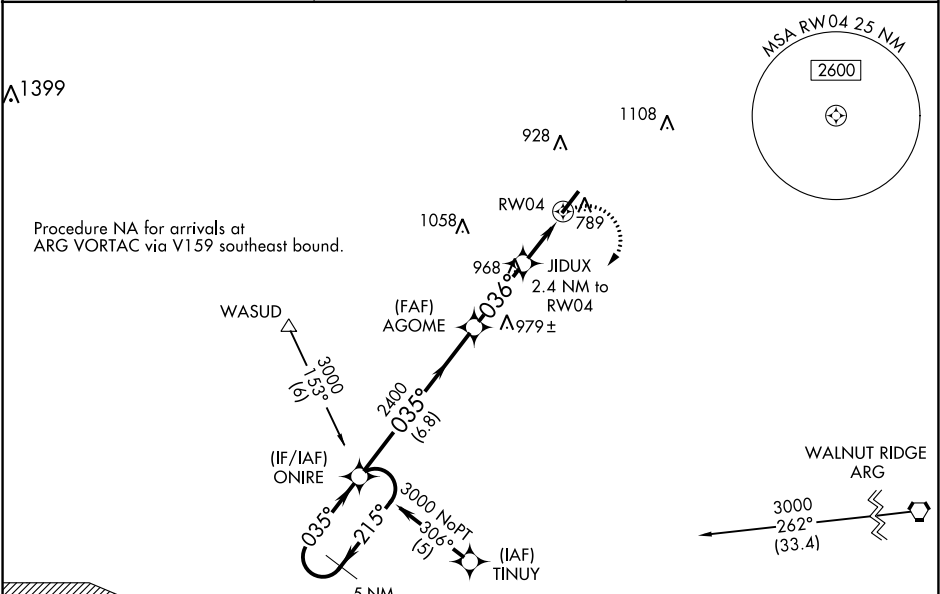 MSA RW04 25 NM
2600
1399
1108
928
RW04
789
1058
Procedure NA for arrivals at
ARG VORTAC via V159 southeast bound.
968
JIDUX
2.4 NM to
RW04
036°
WASUD
(FAF)
AGOME
979 ±
3000
153°
(6)
2400
035°
(6.8)
(IF/IAF)
ONIRE
WALNUT RIDGE
ARG
3000
262°
(33.4)
3000 NoPT
306°
(5)
035°
215°
(IAF)
TINUY
5 NM